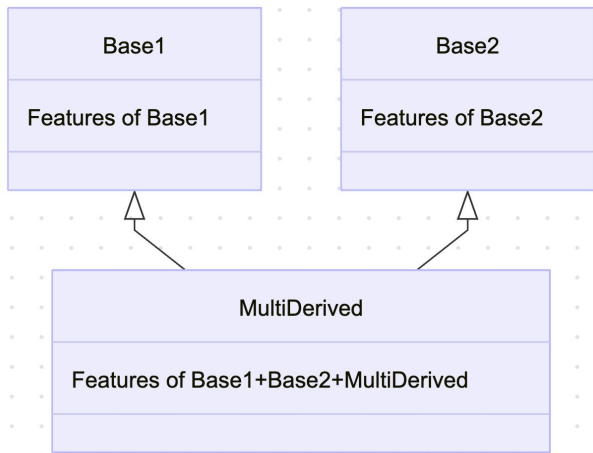 Base1
Base2
Features of Base1
Features of Base2
MultiDerived
Features of Base1+Base2+MultiDerived